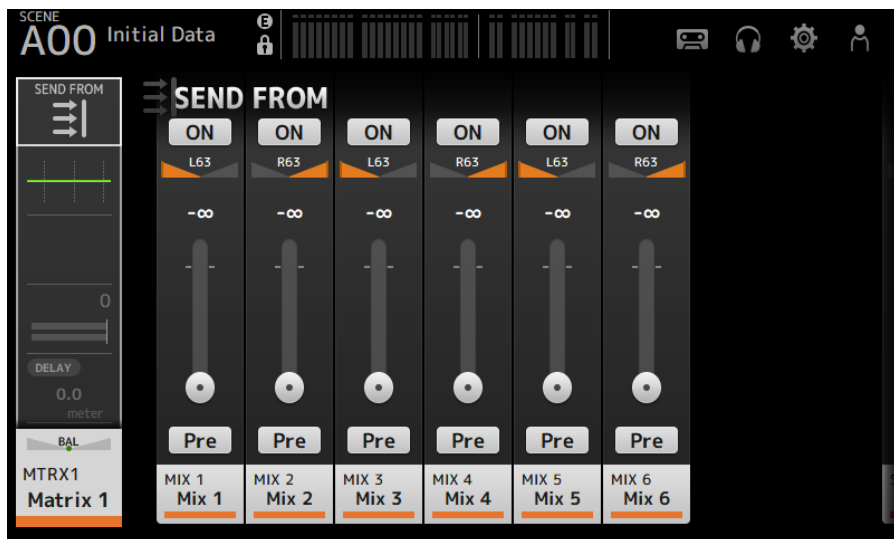 SCENE
A00 Initial Data
E
SEND FROM
SEND FROM
ON ON ON ON ON ON
L63 R63 L63 R63 L63 R63
-∞ -∞ -∞ -∞ -∞ -∞
0
DELAY
0.0
meter
BAL
Pre Pre Pre Pre Pre Pre
MTRX1
Matrix 1
MIX 1 MIX 2 MIX 3 MIX 4 MIX 5 MIX 6
Mix 1 Mix 2 Mix 3 Mix 4 Mix 5 Mix 6